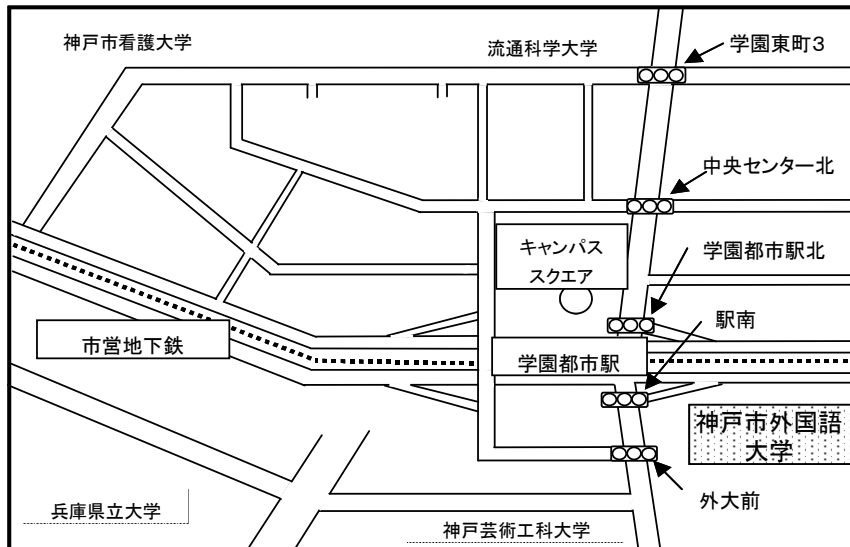 神戸市看護大学
流通科学大学
学園東町3
中央センター北
キャンパス
スクエア
学園都市駅北
駅南
市営地下鉄
学園都市駅
神戸市外国語
大学
外大前
兵庫県立大学
神戸芸術工科大学